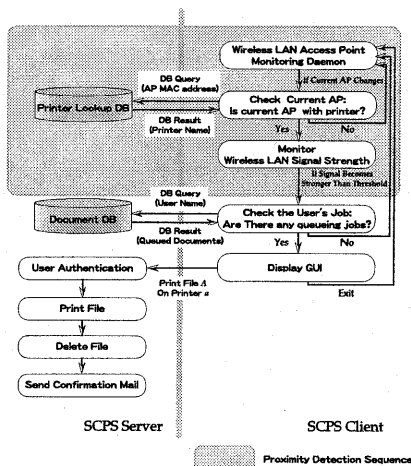 Wireless LAN Access Point
Monitoring Daemon
DB Query
(AP MAC address)
If Current AP Changes
Printer Lookup DB
Check Current AP:
Is current AP with printer?
DB Result
(Printer Name)
Yes
No
Monitor
Wireless LAN Signal Strength
DB Query
(User Name)
If Signal Becomes
Stronger Than Threshold
Document DB
Check the User's Job:
Are There any queueing jobs?
DB Result
(Queued Documents)
Yes
No
User Authentication
Display GUI
Print File A
On Printer a
Exit
Print File
Delete File
Send Confirmation Mail
SCPS Server
SCPS Client
Proximity Detection Sequence